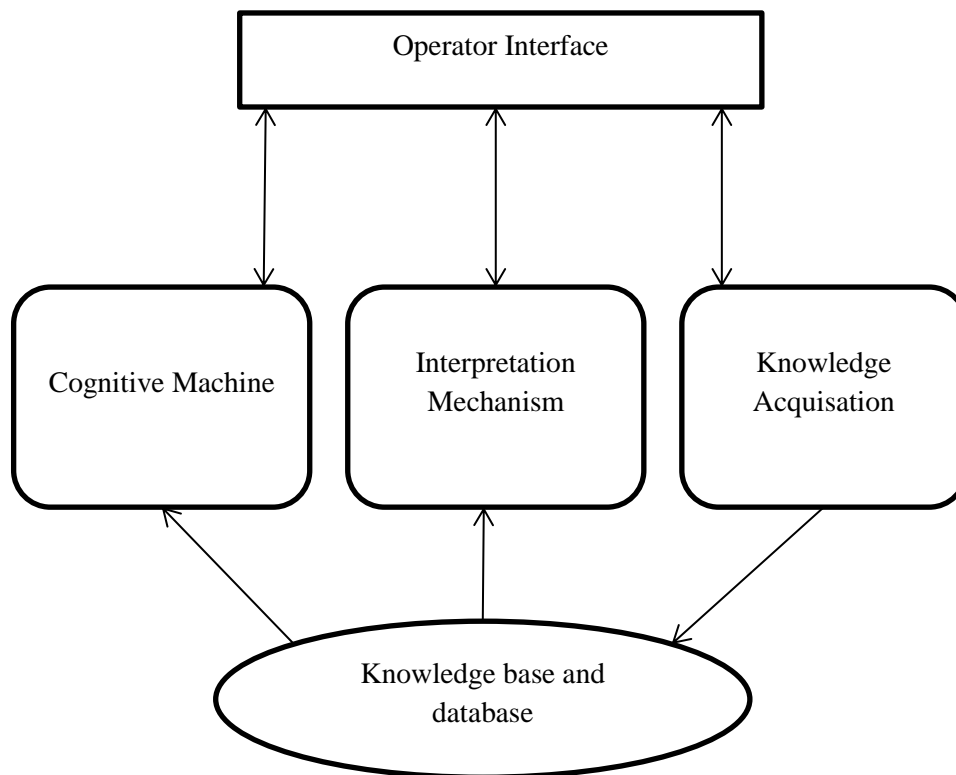 Operator Interface
Cognitive Machine
Interpretation
Mechanism
Knowledge
Acquisation
Knowledge base and
database